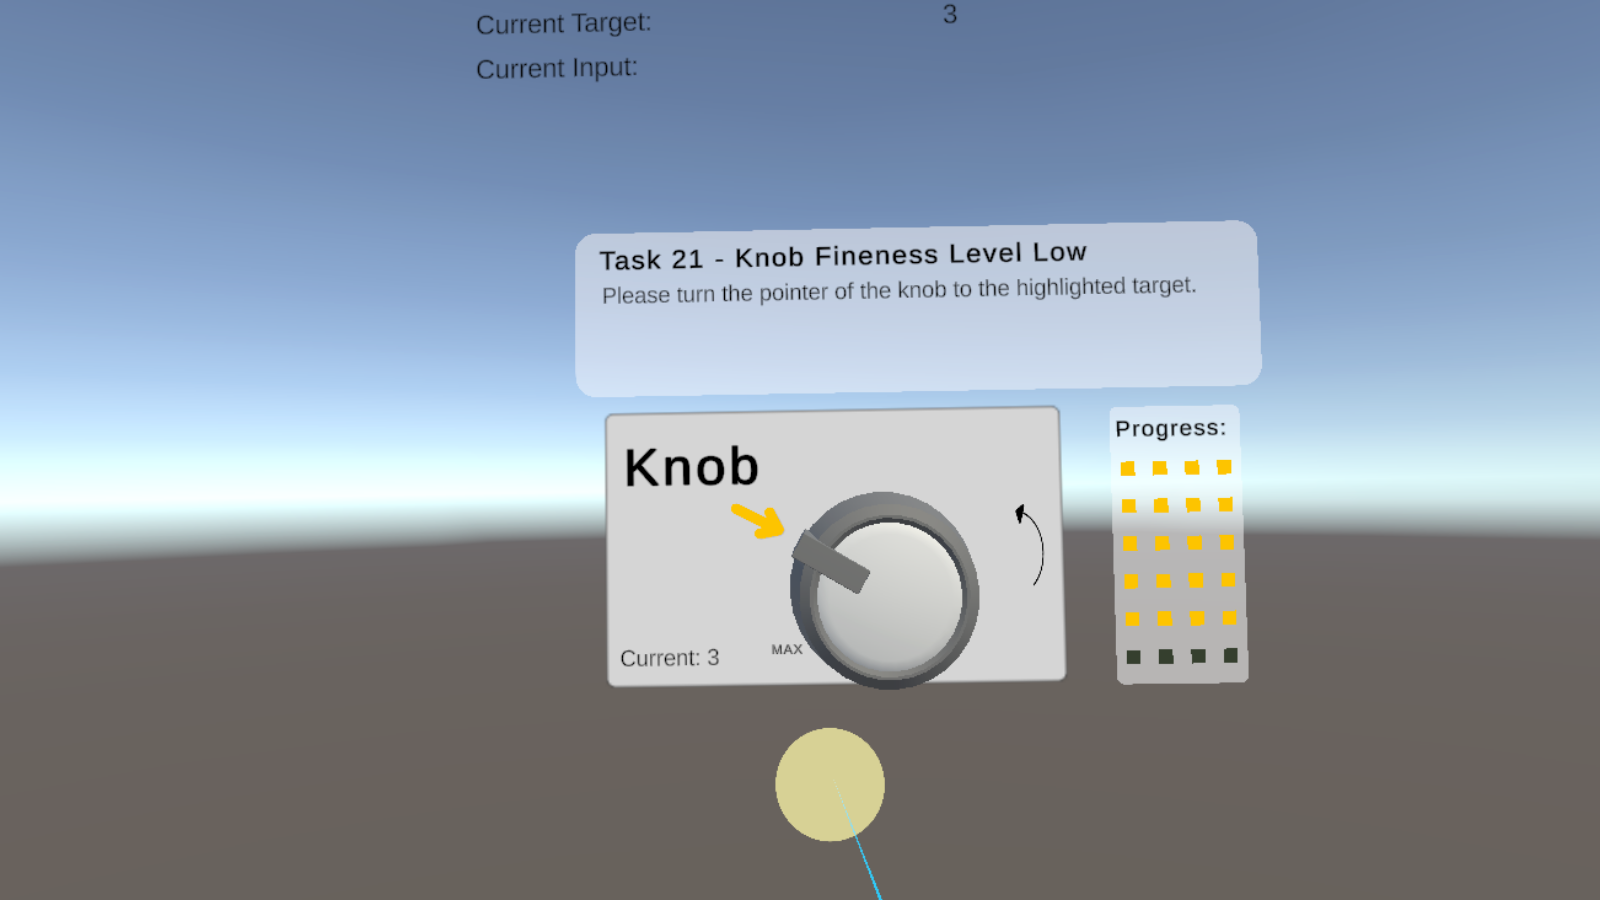 Current Target: 3
Current Input:
Task 21 - Knob Fineness Level Low
Please turn the pointer of the knob to the highlighted target.
Knob
Progress:
MAX
Current: 3